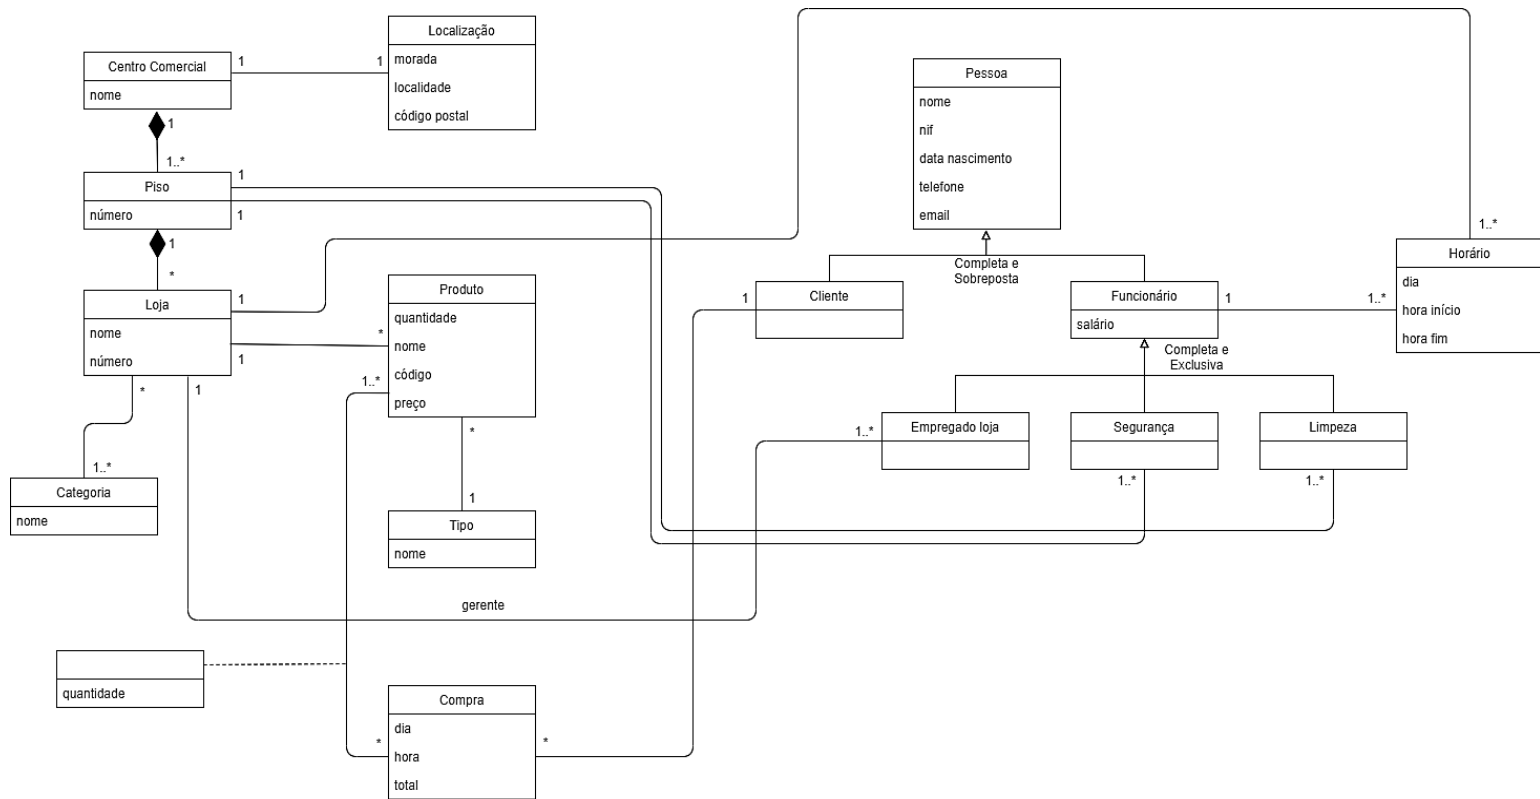 Localização
morada
localidade
código postal
Centro Comercial
nome
1
1
1
1..*
Piso
número
1
1
1
*
Loja
nome
número
1
1
1
*
*
1..*
Categoria
nome
Produto
quantidade
nome
código
preço
1..*
*
1
Tipo
nome
gerente
quantidade
Compra
dia
hora
total
*
*
Pessoa
nome
nif
data nascimento
telefone
email
Completa e
Sobreposta
Cliente
1
Funcionário
salário
1
1..*
1..*
Horário
dia
hora início
hora fim
Completa e
Exclusiva
Empregado loja
1..*
Segurança
1..*
Limpeza
1..*